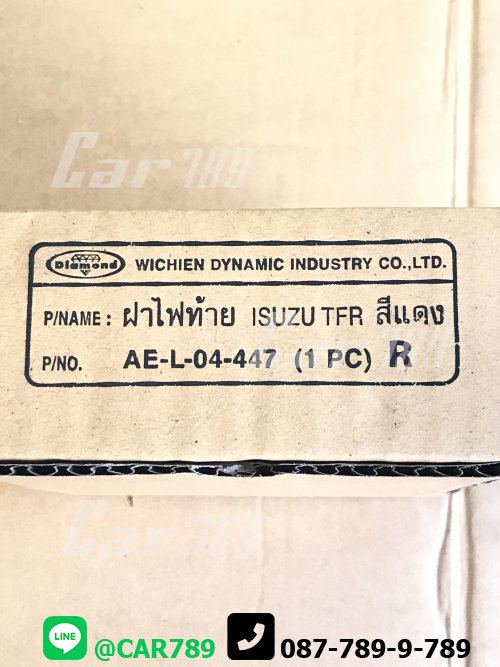 Car789
Diamond WICHIEN DYNAMIC INDUSTRY CO.,LTD.
P/NAME : ฝาไฟท้าย ISUZU TFR สีแดง
P/NO. AE-L-04-447 (1 PC) R
Car789
Car789
LINE @CAR789 087-789-9-789